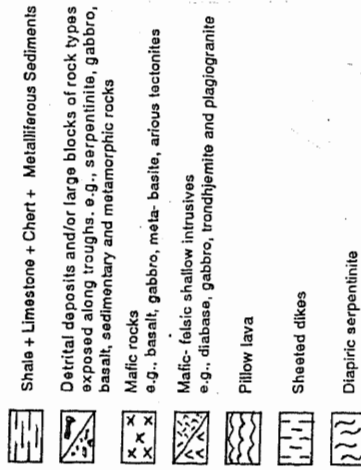 Shale + Limestone + Chert + Metalliferous Sediments
Detrital deposits and/or large blocks of rock types
exposed along troughs. e.g., serpentinite, gabbro,
basalt, sedimentary and metamorphic rocks
Mafic rocks
e.g., basalt, gabbro, meta- basite, arious tectonites
Mafic- felsic shallow intrusives
e.g., diabase, gabbro, trondhjemite and plagiogranite
Pillow lava
Sheeted dikes
Diapiric serpentinite